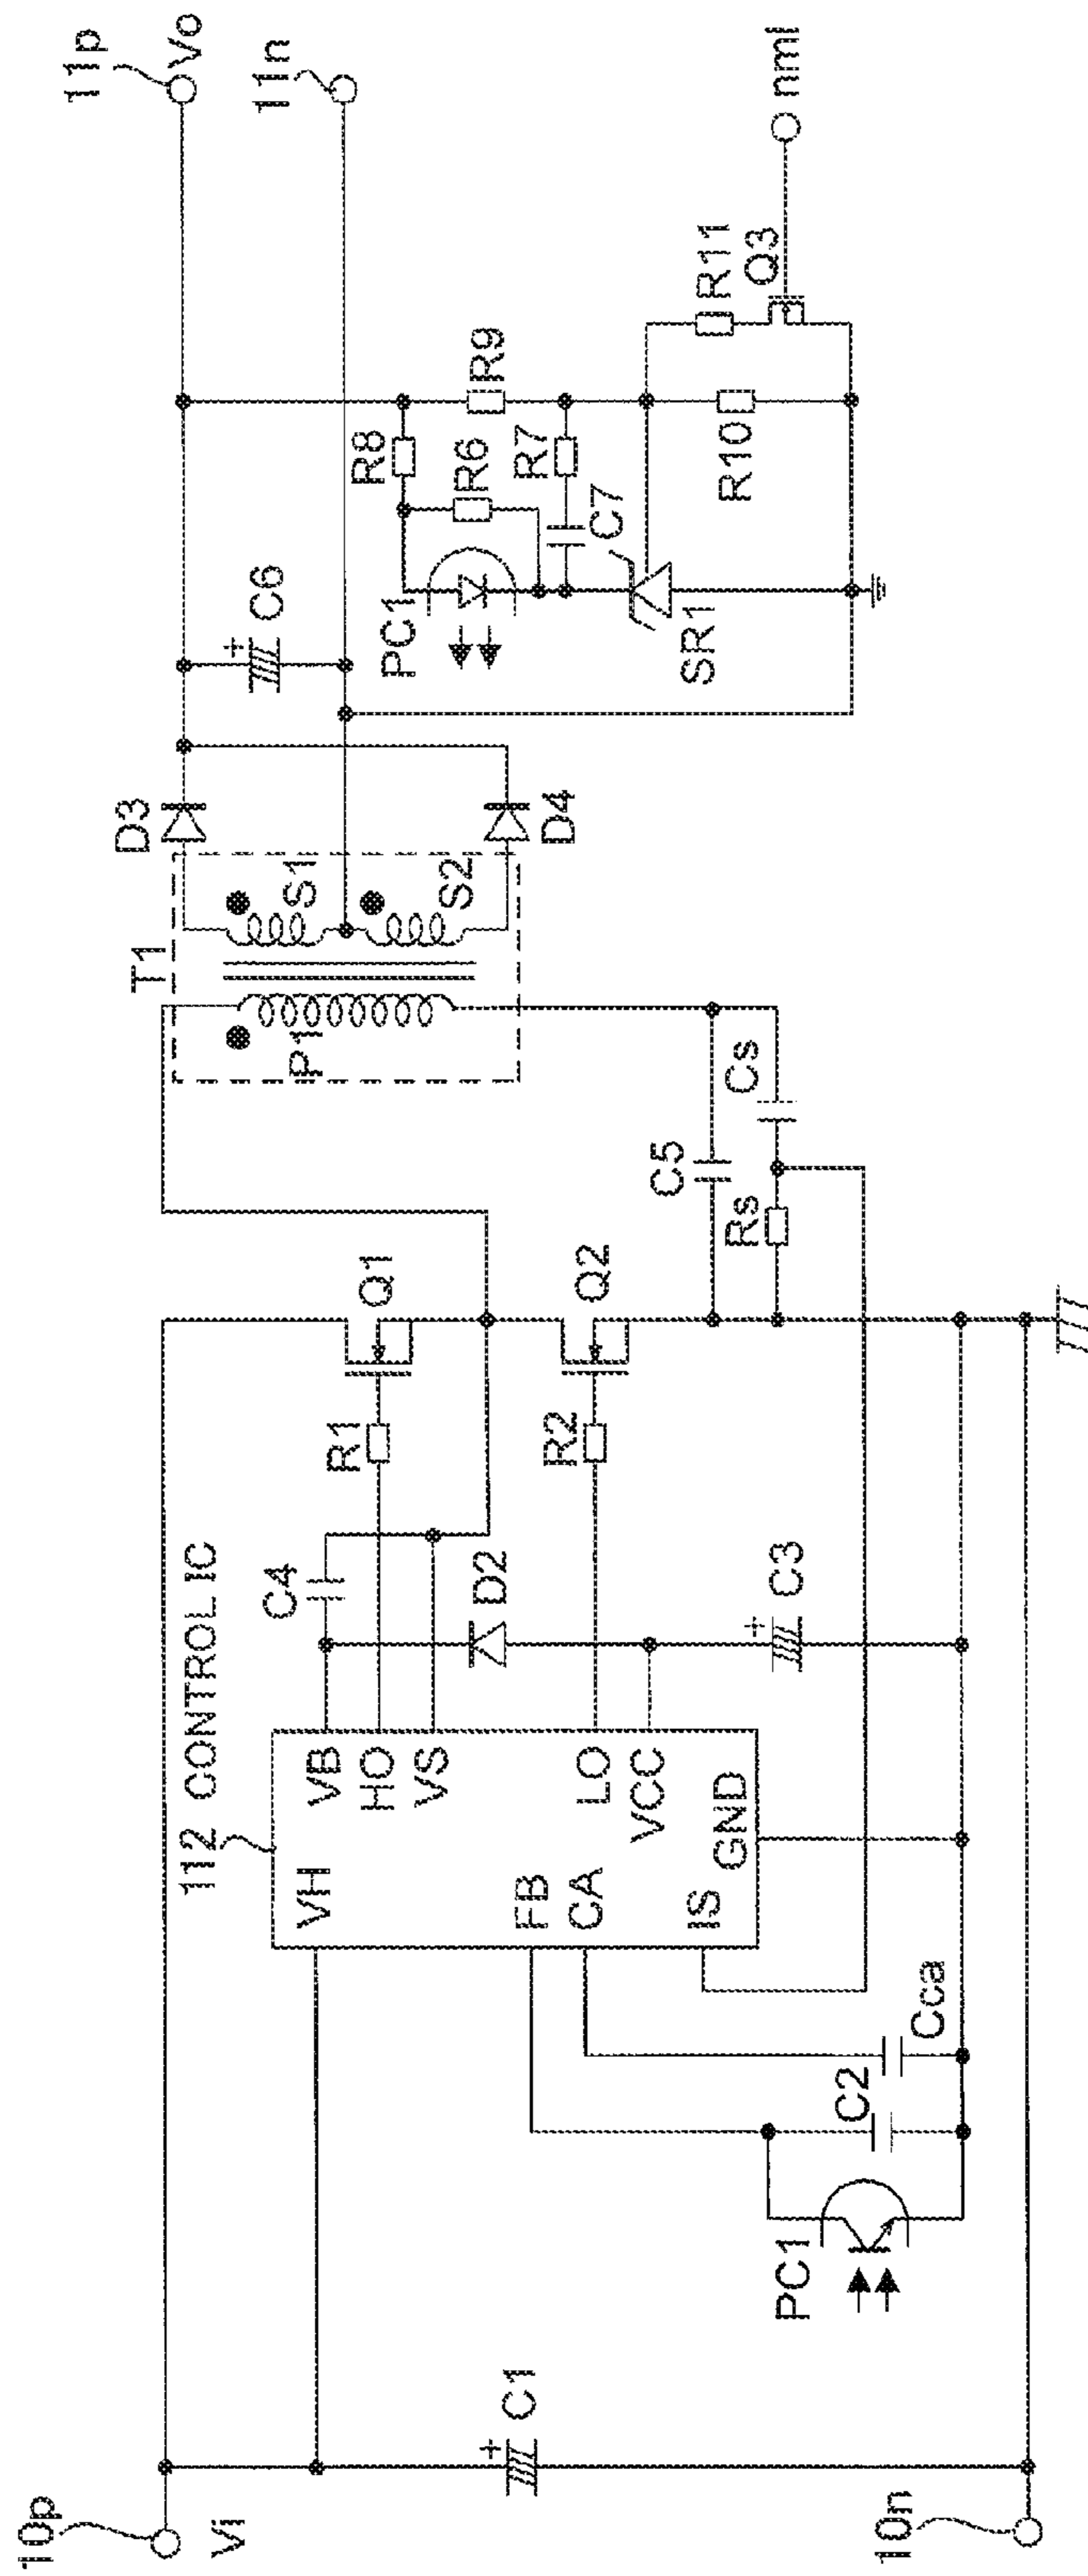 10p
Vi
10n
C1
PC1
C2
Cca
112 CONTROL IC
VH
FB
CA
IS
GND
VB
HO
VS
LO
VCC
C4
D2
C3
R1
R2
Q1
Q2
C5
Rs
Cs
T1
P1
S1
S2
D3
D4
C6
PC1
R8
R6
R7
C7
SR1
R9
R10
R11
Q3
11p
Vo
11n
nml